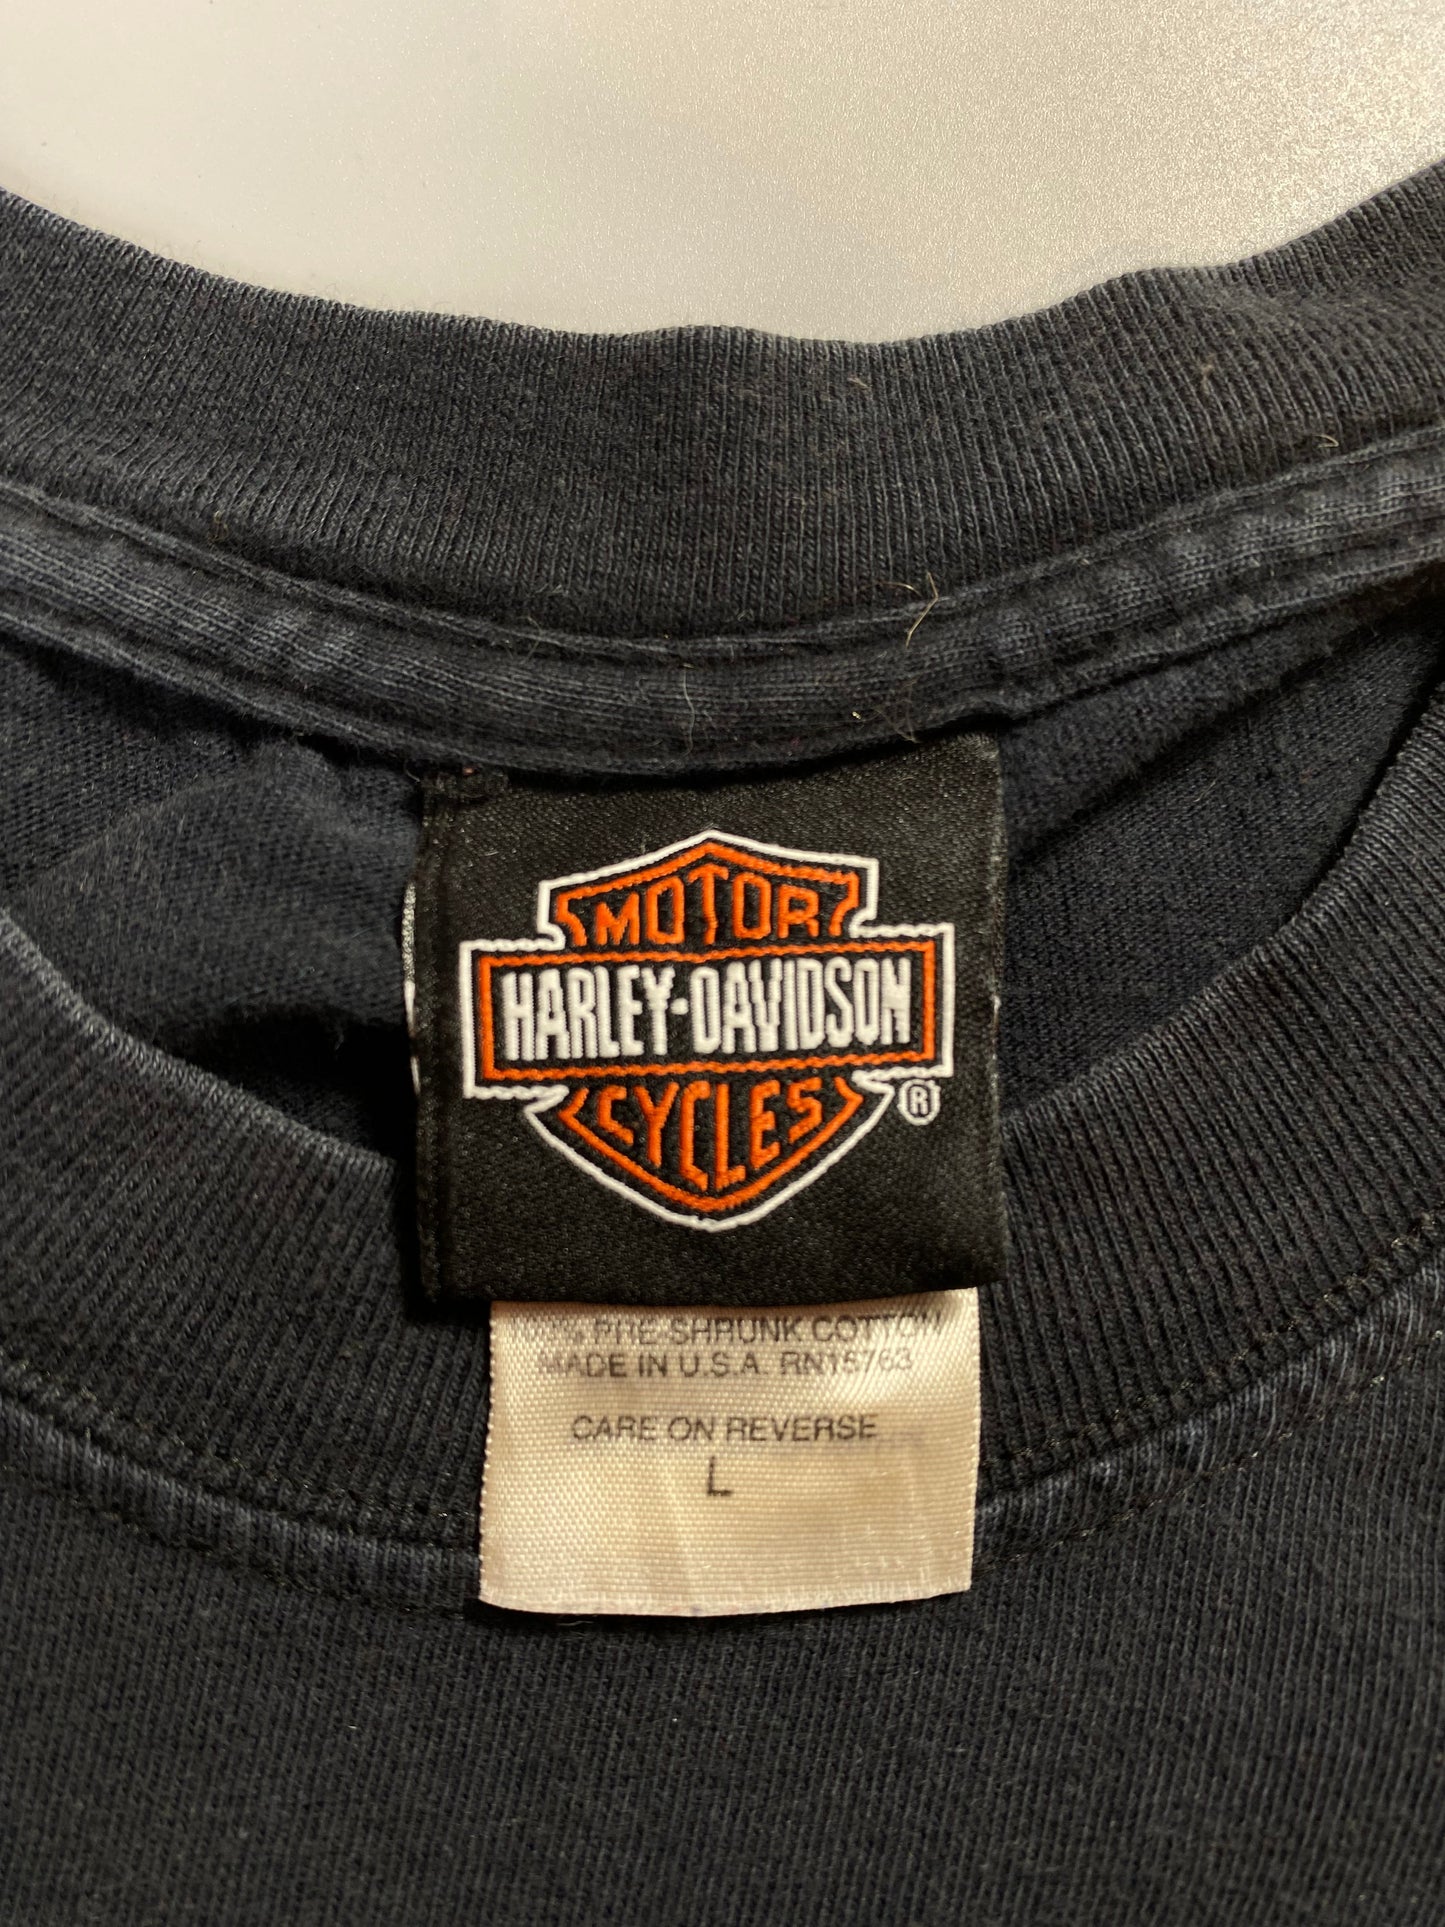 MOTOR
HARLEY-DAVIDSON
CYCLES
®
% PRE-SHRUNK COTTON
MADE IN U.S.A. RN15763
CARE ON REVERSE
L